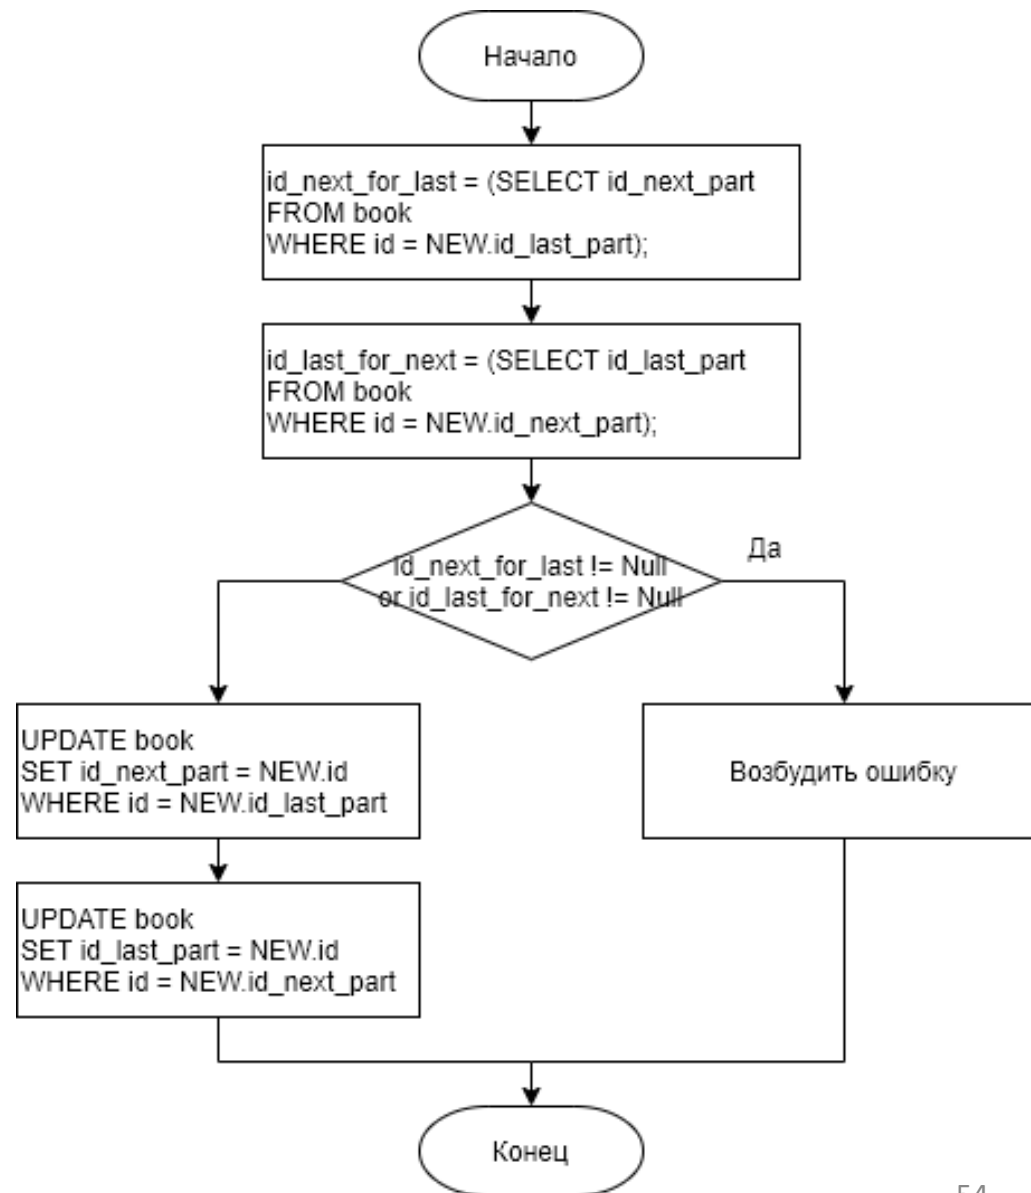 Начало
id_next_for_last = (SELECT id_next_part
FROM book
WHERE id = NEW.id_last_part);
id_last_for_next = (SELECT id_last_part
FROM book
WHERE id = NEW.id_next_part);
id_next_for_last != Null
or id_last_for_next != Null
Да
UPDATE book
SET id_next_part = NEW.id
WHERE id = NEW.id_last_part
Возбудить ошибку
UPDATE book
SET id_last_part = NEW.id
WHERE id = NEW.id_next_part
Конец
54